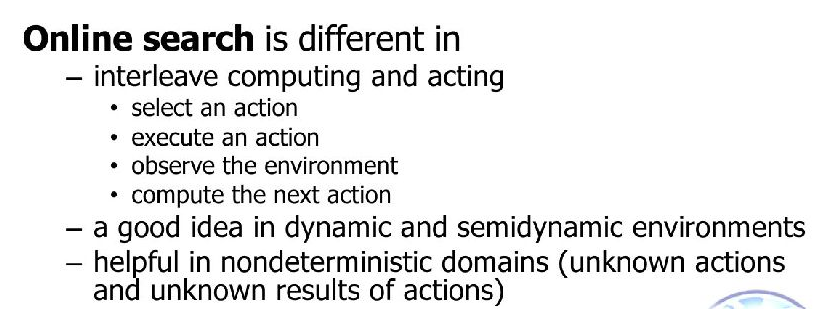 Online search is different in
– interleave computing and acting
• select an action
• execute an action
• observe the environment
• compute the next action
– a good idea in dynamic and semidynamic environments
– helpful in nondeterministic domains (unknown actions
and unknown results of actions)